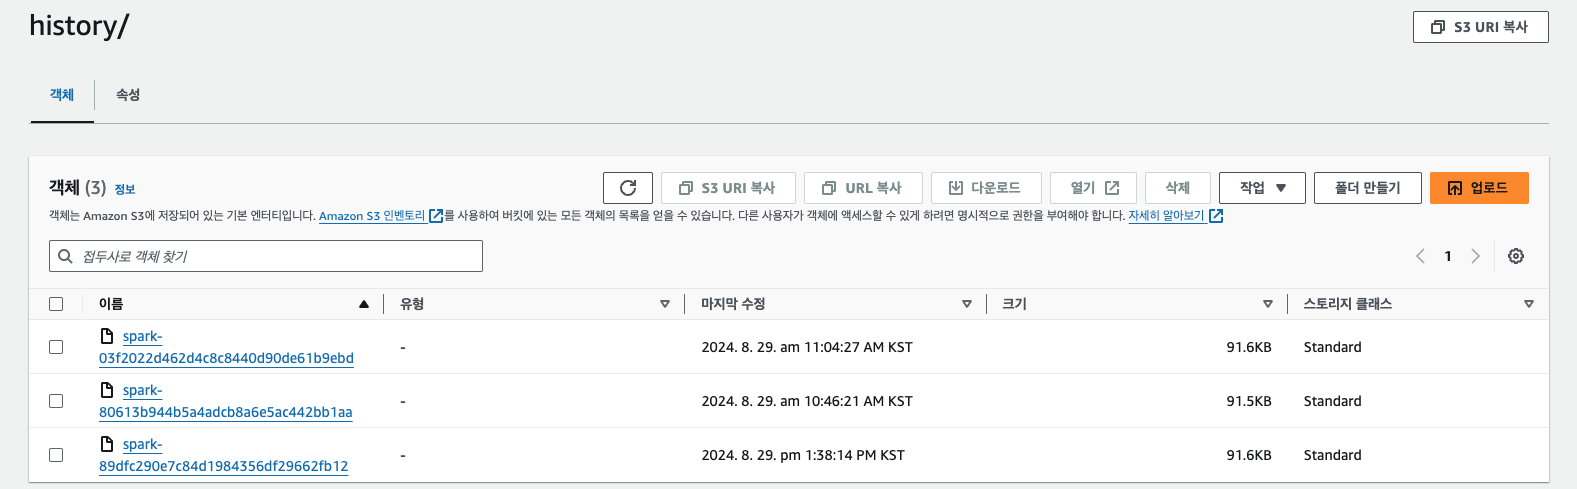 history/
S3 URI 복사
객체 속성
객체 (3) 정보
S3 URI 복사 URL 복사 다운로드 열기 삭제 작업 폴더 만들기 업로드
객체는 Amazon S3에 저장되어 있는 기본 엔터티입니다. Amazon S3 인벤토리를 사용하여 버킷에 있는 모든 객체의 목록을 얻을 수 있습니다. 다른 사용자가 객체에 액세스할 수 있게 하려면 명시적으로 권한을 부여해야 합니다. 자세히 알아보기
접두사로 객체 찾기
1
이름 유형 마지막 수정 크기 스토리지 클래스
spark-
03f2022d462d4c8c8440d90de61b9ebd - 2024. 8. 29. am 11:04:27 AM KST 91.6KB Standard
spark-
80613b944b5a4adcb8a6e5ac442bb1aa - 2024. 8. 29. am 10:46:21 AM KST 91.5KB Standard
spark-
89dfc290e7c84d1984356df29662fb12 - 2024. 8. 29. pm 1:38:14 PM KST 91.6KB Standard